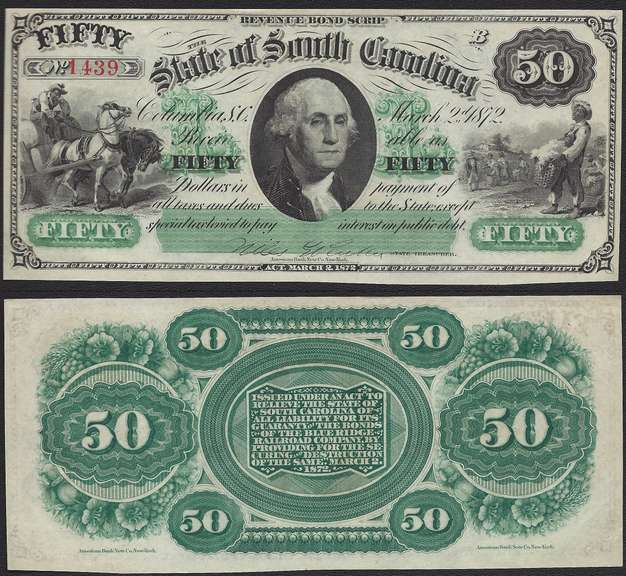 REVENUE BOND SCRIP.
FIFTY
THE
B
50
No 1439
State of South Carolina
Columbia S.C. March 2nd 1872
Receivable in
FIFTY FIFTY
Dollars in payment of
all taxes and dues to the State, except
FIFTY FIFTY
special tax levied to pay interest on public debt.
STATE TREASURER.
American Bank Note Co. New York.
ACT, MARCH 2, 1872
50 50
50 50
ISSUED UNDER AN ACT TO
RELIEVE THE STATE OF
SOUTH CAROLINA OF
ALL LIABILITY FOR ITS
GUARANTY OF THE BONDS
OF THE BLUE RIDGE
RAILROAD COMPANY, BY
PROVIDING FOR THE SE
CURING AND DESTRUCTION
OF THE SAME. MARCH 2,
1872.
50 50
American Bank Note Co. New York. American Bank Note Co. New York.